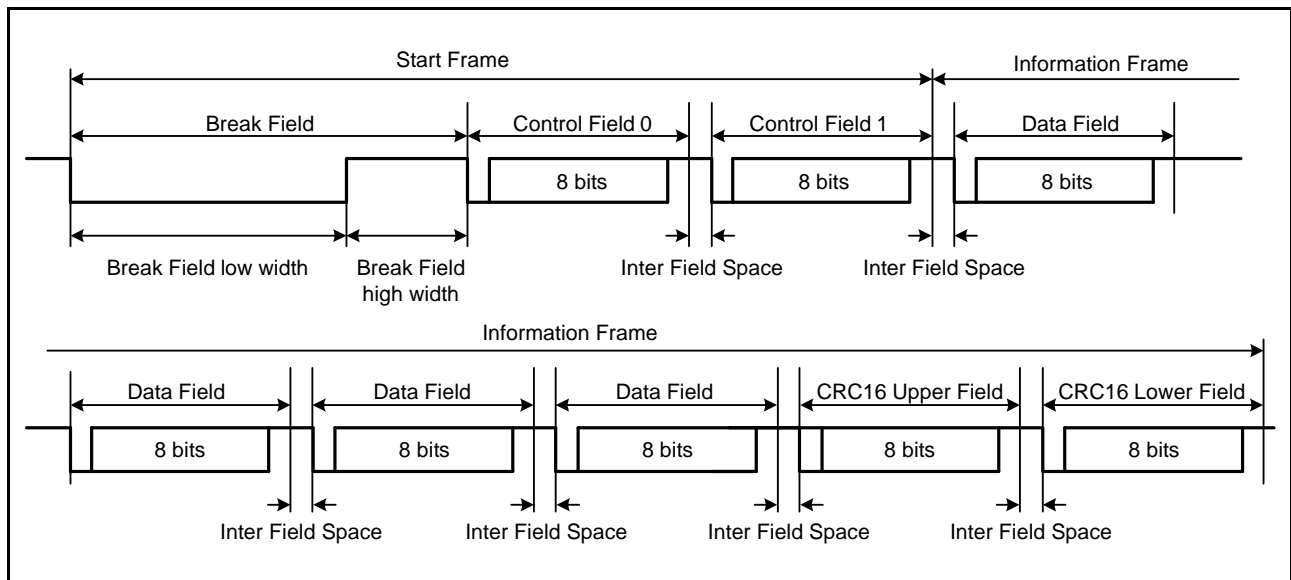 Start Frame
Information Frame
Break Field
Control Field 0
Control Field 1
Data Field
8 bits
8 bits
8 bits
Break Field low width
Break Field
high width
Inter Field Space
Inter Field Space
Information Frame
Data Field
Data Field
Data Field
CRC16 Upper Field
CRC16 Lower Field
8 bits
8 bits
8 bits
8 bits
8 bits
Inter Field Space
Inter Field Space
Inter Field Space
Inter Field Space